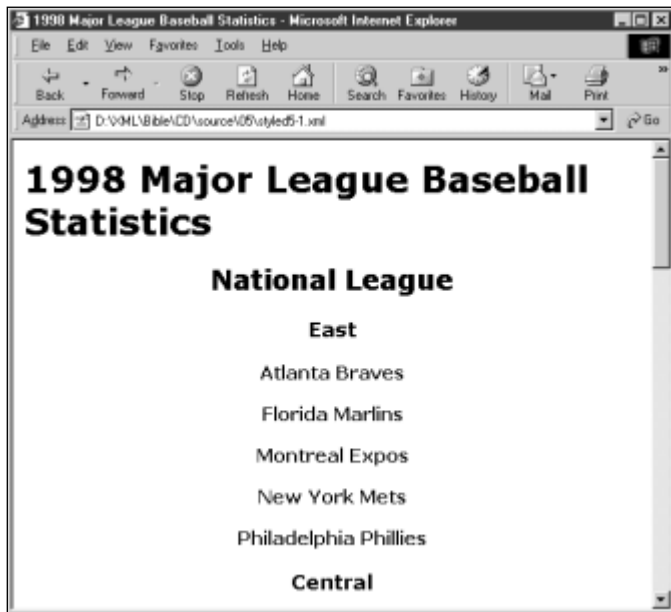 1998 Major League Baseball Statistics - Microsoft Internet Explorer
File Edit View Favorites Tools Help
Back Forward Stop Refresh Home Search Favorites History Mail Print »
Address D:\XML\Bible\CD\source\05\styled5-1.xml Go
1998 Major League Baseball
Statistics
National League
East
Atlanta Braves
Florida Marlins
Montreal Expos
New York Mets
Philadelphia Phillies
Central